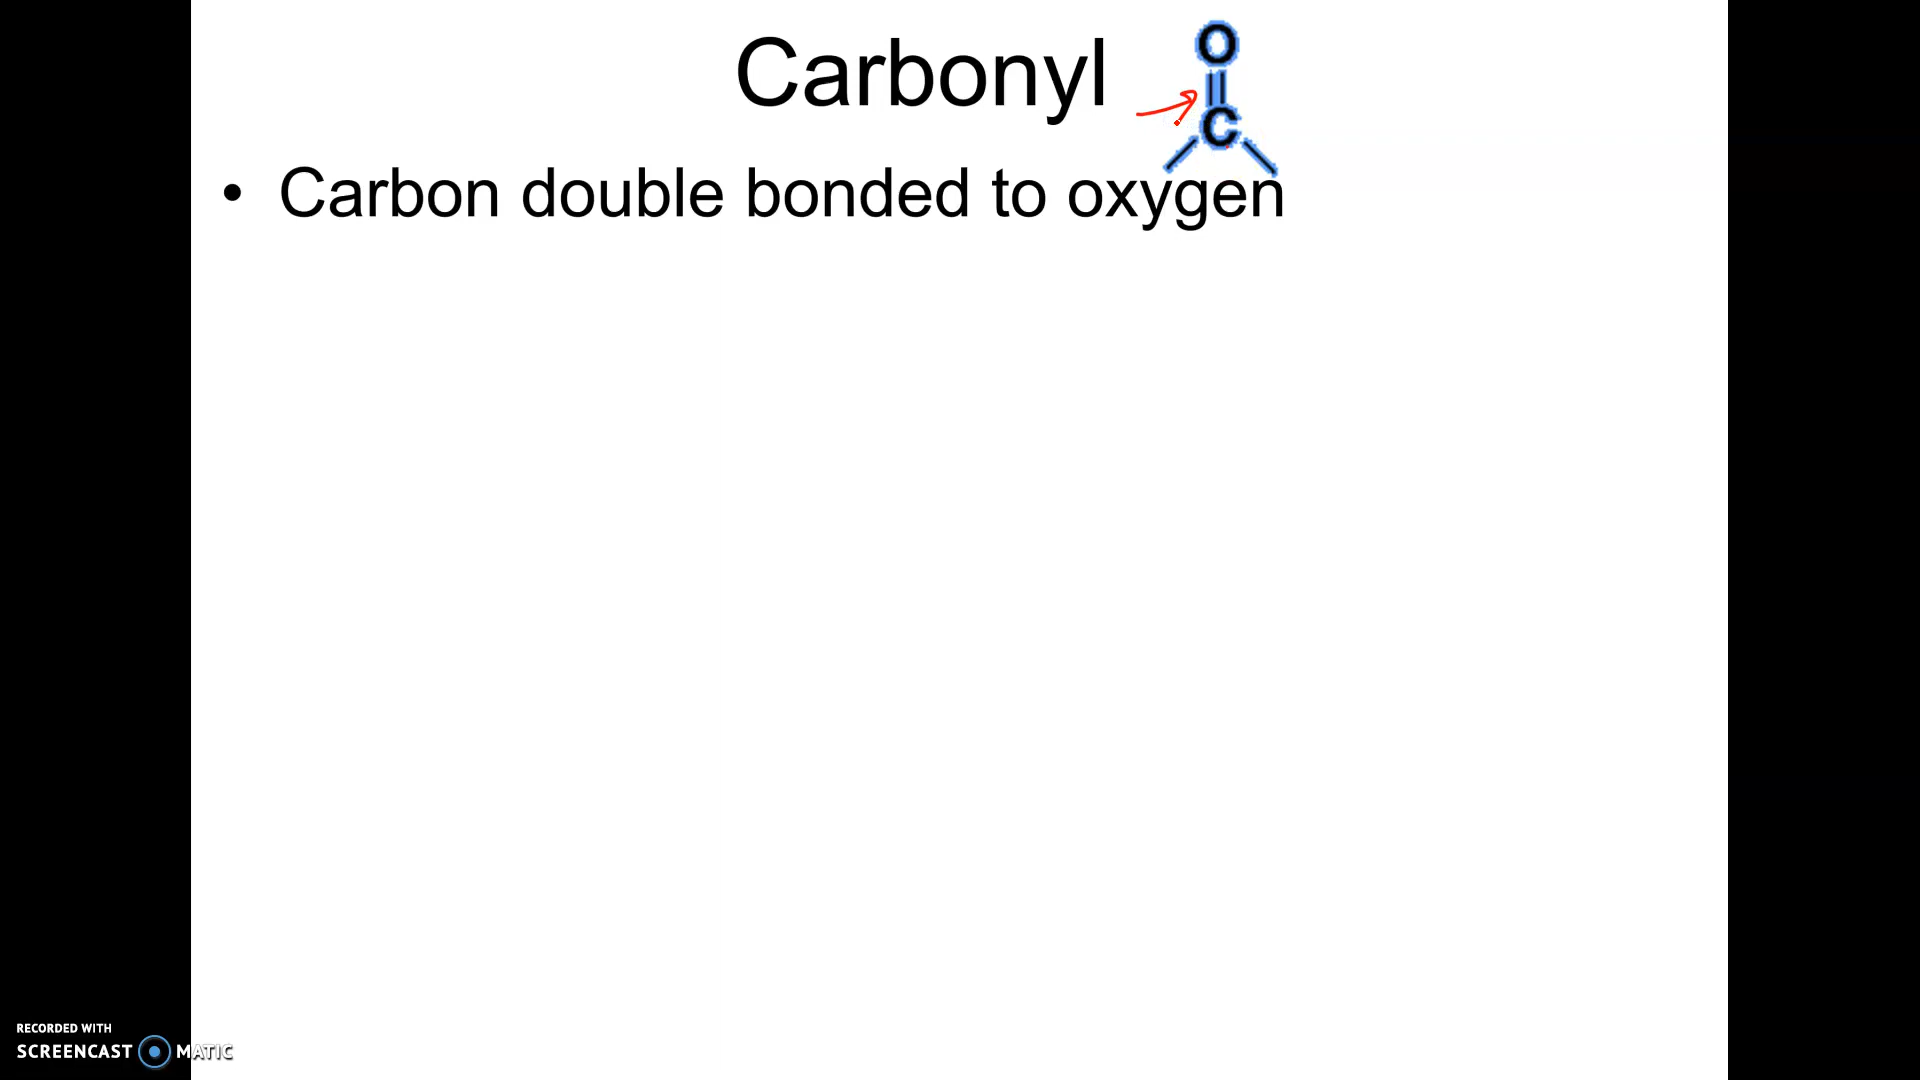 Carbonyl
O
C
• Carbon double bonded to oxygen
RECORDED WITH
SCREENCAST MATIC